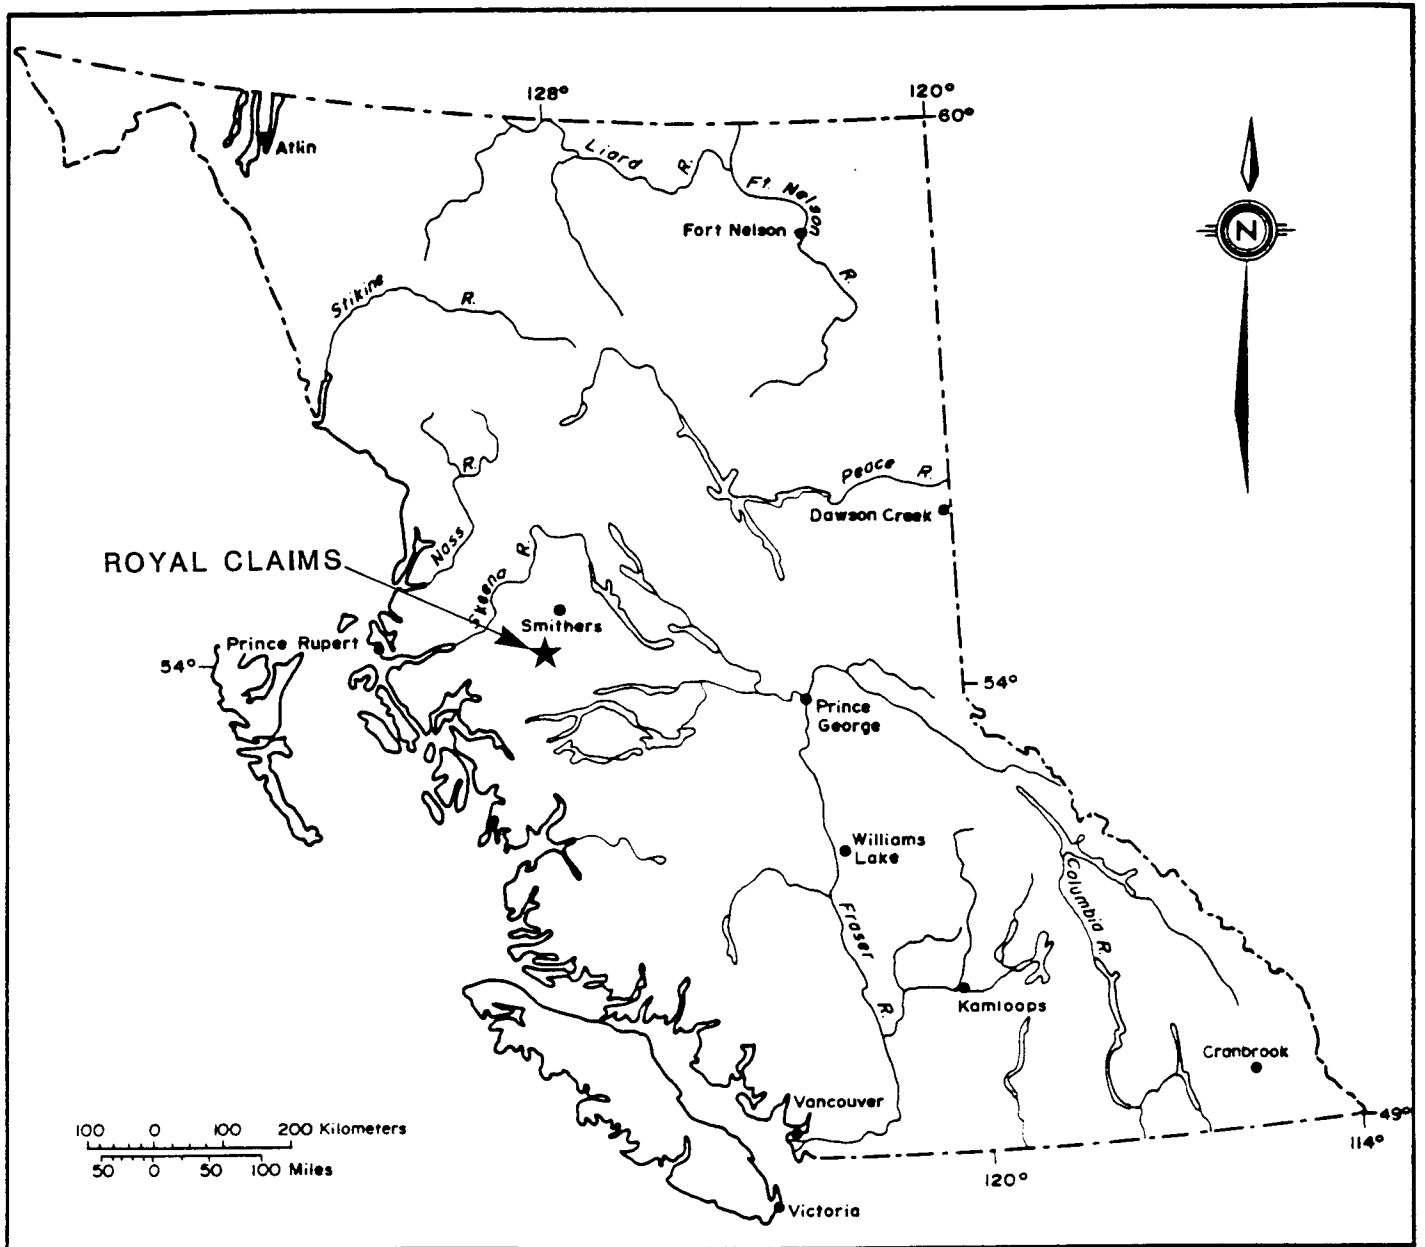 128°
120°
60°
Atlin
Liard R.
Ft. Nelson R.
Fort Nelson
N
Stikine R.
Peace R.
Dawson Creek
Nass R.
ROYAL CLAIMS
Skeena R.
Smithers
Prince Rupert
54°
54°
Prince
George
Williams
Lake
Fraser R.
Columbia R.
Kamloops
Cranbrook
Vancouver
49°
114°
120°
100 0 100 200 Kilometers
50 0 50 100 Miles
Victoria